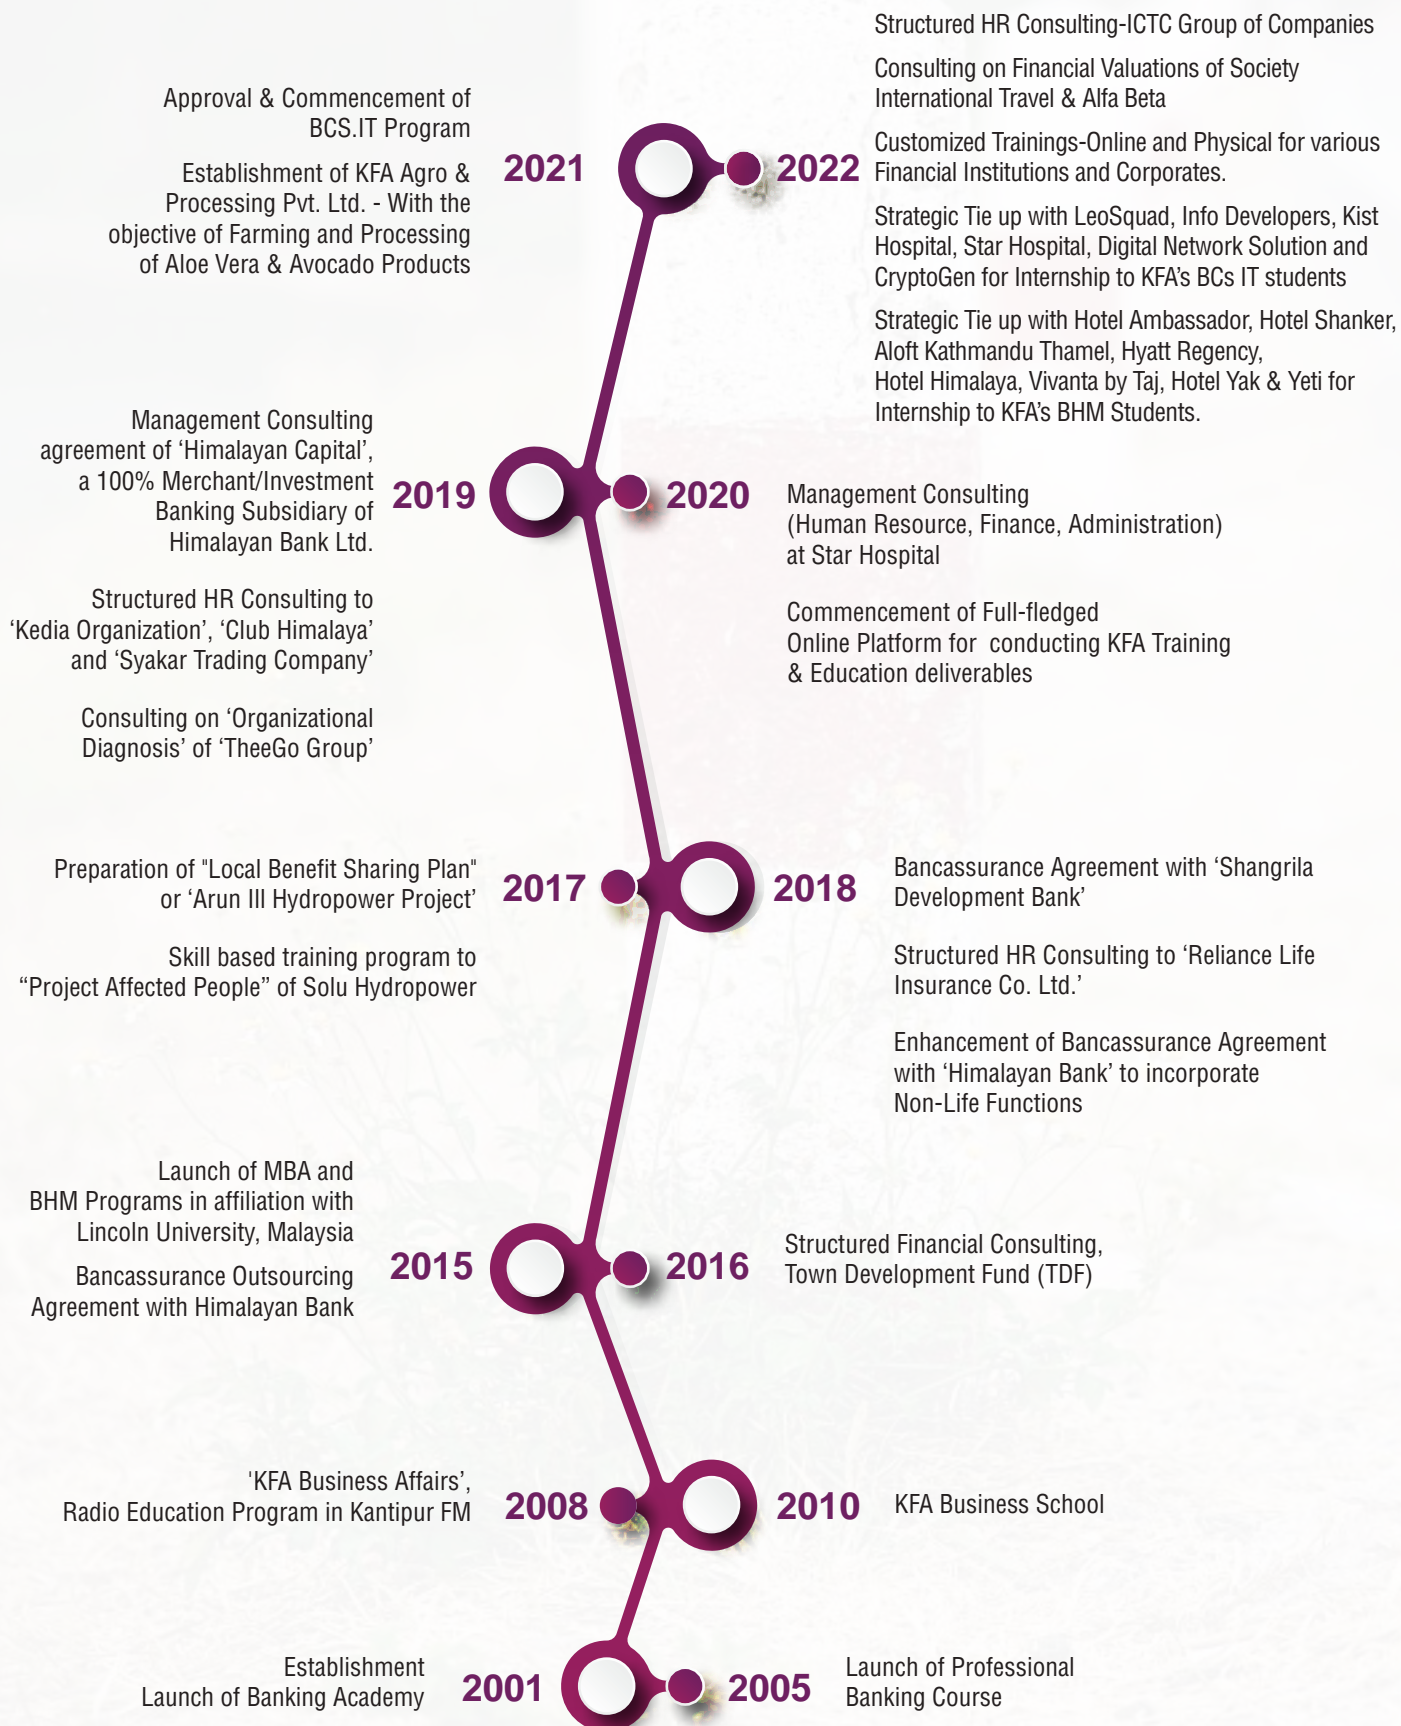 Approval & Commencement of
BCS.IT Program
Establishment of KFA Agro &
Processing Pvt. Ltd. - With the
objective of Farming and Processing
of Aloe Vera & Avocado Products
2021
2022
Structured HR Consulting-ICTC Group of Companies
Consulting on Financial Valuations of Society
International Travel & Alfa Beta
Customized Trainings-Online and Physical for various
Financial Institutions and Corporates.
Strategic Tie up with LeoSquad, Info Developers, Kist
Hospital, Star Hospital, Digital Network Solution and
CryptoGen for Internship to KFA’s BCs IT students
Strategic Tie up with Hotel Ambassador, Hotel Shanker,
Aloft Kathmandu Thamel, Hyatt Regency,
Hotel Himalaya, Vivanta by Taj, Hotel Yak & Yeti for
Internship to KFA’s BHM Students.
Management Consulting
agreement of ‘Himalayan Capital’,
a 100% Merchant/Investment
Banking Subsidiary of
Himalayan Bank Ltd.
Structured HR Consulting to
‘Kedia Organization’, ‘Club Himalaya’
and ‘Syakar Trading Company’
Consulting on ‘Organizational
Diagnosis’ of ‘TheeGo Group’
2019
2020
Management Consulting
(Human Resource, Finance, Administration)
at Star Hospital
Commencement of Full-fledged
Online Platform for conducting KFA Training
& Education deliverables
Preparation of "Local Benefit Sharing Plan"
or ‘Arun III Hydropower Project’
Skill based training program to
“Project Affected People” of Solu Hydropower
2017
2018
Bancassurance Agreement with ‘Shangrila
Development Bank’
Structured HR Consulting to ‘Reliance Life
Insurance Co. Ltd.’
Enhancement of Bancassurance Agreement
with ‘Himalayan Bank’ to incorporate
Non-Life Functions
Launch of MBA and
BHM Programs in affiliation with
Lincoln University, Malaysia
Bancassurance Outsourcing
Agreement with Himalayan Bank
2015
2016
Structured Financial Consulting,
Town Development Fund (TDF)
'KFA Business Affairs’,
Radio Education Program in Kantipur FM
2008
2010
KFA Business School
Establishment
Launch of Banking Academy
2001
2005
Launch of Professional
Banking Course